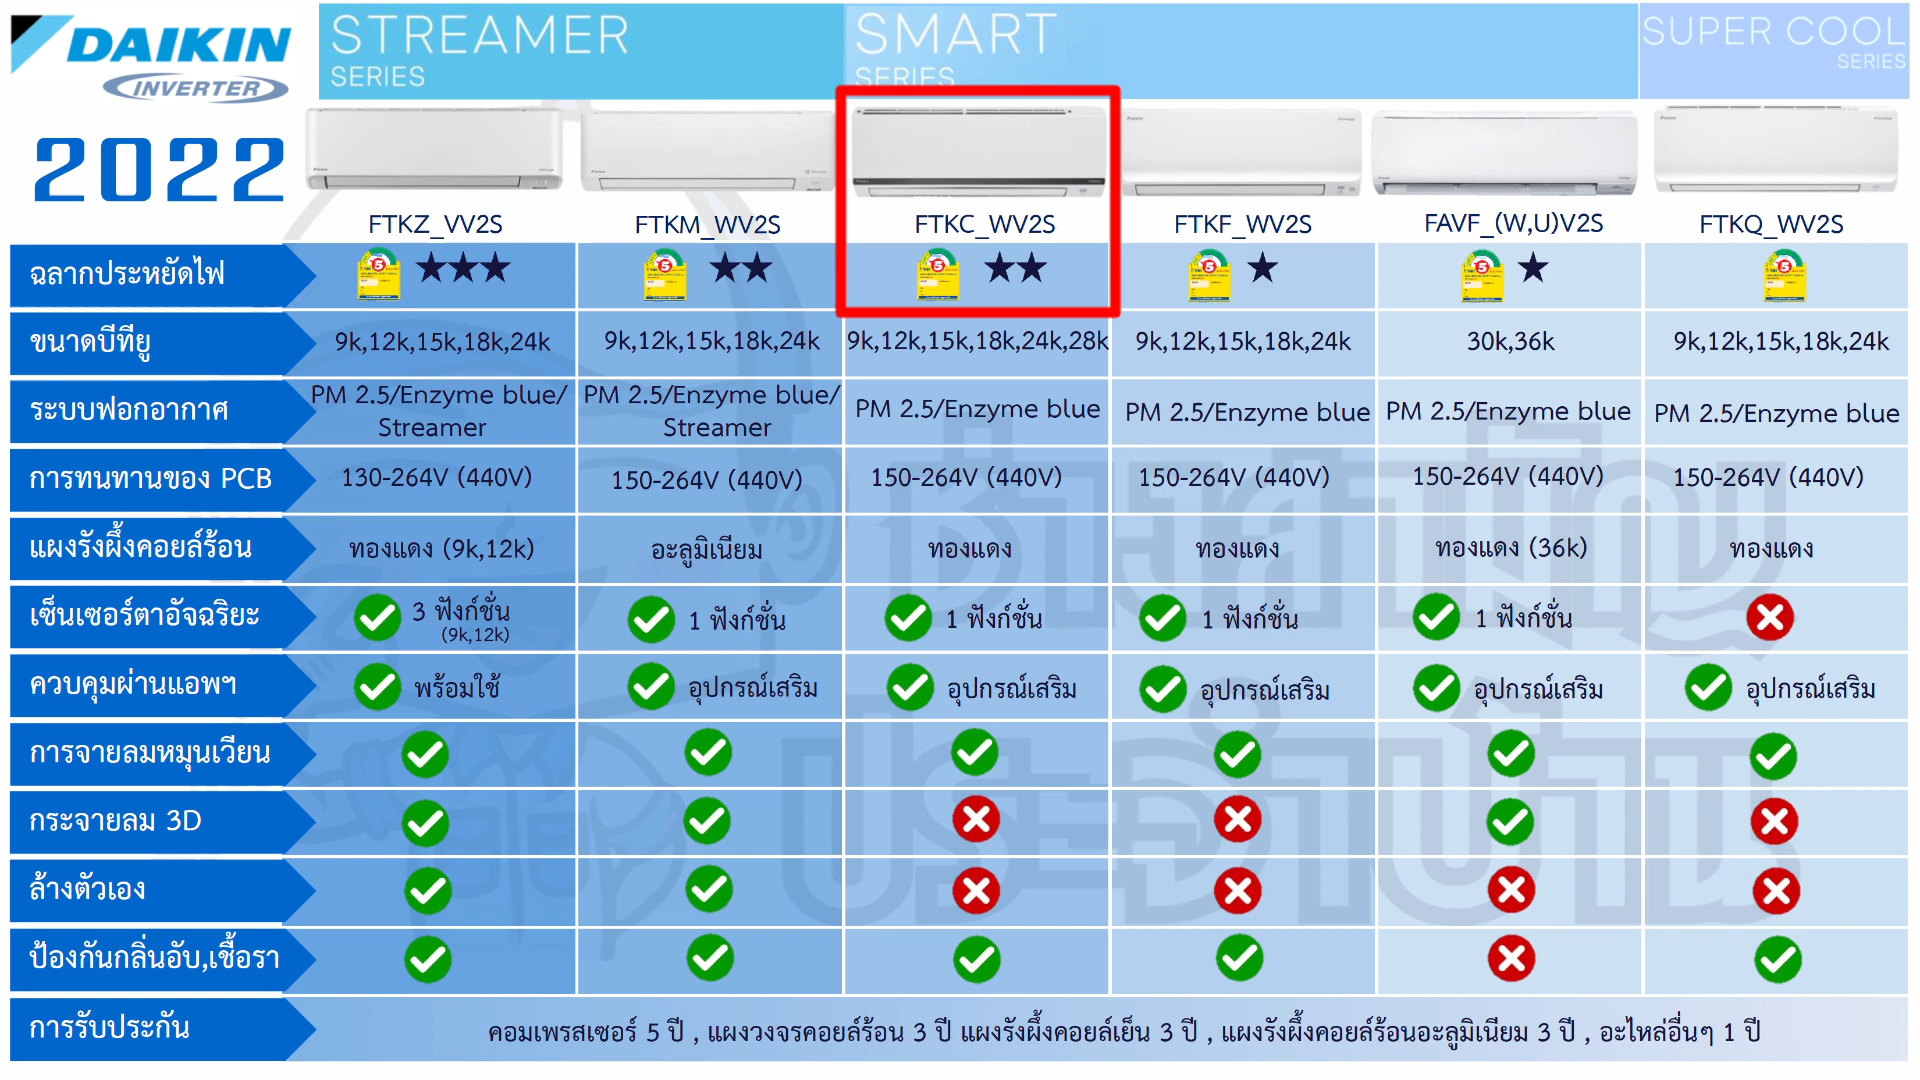 DAIKIN
INVERTER
2022
STREAMER
SERIES
SMART
SERIES
SUPER COOL
SERIES
FTKZ_VV2S FTKM_WV2S FTKC_WV2S FTKF_WV2S FAVF_(W,U)V2S FTKQ_WV2S
ฉลากประหยัดไฟ 5 ★★★ 5 ★★ 5 ★★ 5 ★ 5 ★ 5
ขนาดบีทียู 9k,12k,15k,18k,24k 9k,12k,15k,18k,24k 9k,12k,15k,18k,24k,28k 9k,12k,15k,18k,24k 30k,36k 9k,12k,15k,18k,24k
ระบบฟอกอากาศ PM 2.5/Enzyme blue/ Streamer PM 2.5/Enzyme blue/ Streamer PM 2.5/Enzyme blue PM 2.5/Enzyme blue PM 2.5/Enzyme blue PM 2.5/Enzyme blue
การทนทานของ PCB 130-264V (440V) 150-264V (440V) 150-264V (440V) 150-264V (440V) 150-264V (440V) 150-264V (440V)
แผงรังผึ้งคอยล์ร้อน ทองแดง (9k,12k) อะลูมิเนียม ทองแดง ทองแดง ทองแดง (36k) ทองแดง
เซ็นเซอร์ตาอัจฉริยะ 3 ฟังก์ชั่น (9k,12k) 1 ฟังก์ชั่น 1 ฟังก์ชั่น 1 ฟังก์ชั่น 1 ฟังก์ชั่น
ควบคุมผ่านแอพฯ พร้อมใช้ อุปกรณ์เสริม อุปกรณ์เสริม อุปกรณ์เสริม อุปกรณ์เสริม อุปกรณ์เสริม
การจายลมหมุนเวียน
กระจายลม 3D
ล้างตัวเอง
ป้องกันกลิ่นอับ,เชื้อรา
การรับประกัน คอมเพรสเซอร์ 5 ปี , แผงวงจรคอยล์ร้อน 3 ปี แผงรังผึ้งคอยล์เย็น 3 ปี , แผงรังผึ้งคอยล์ร้อนอะลูมิเนียม 3 ปี , อะไหล่อื่นๆ 1 ปี
ช่างสามัญ
ประจำบ้าน